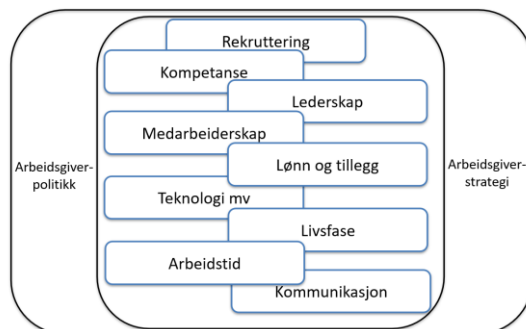 Rekruttering
Kompetanse
Lederskap
Medarbeiderskap
Lønn og tillegg
Arbeidsgiver-
politikk
Arbeidsgiver-
strategi
Teknologi mv
Livsfase
Arbeidstid
Kommunikasjon